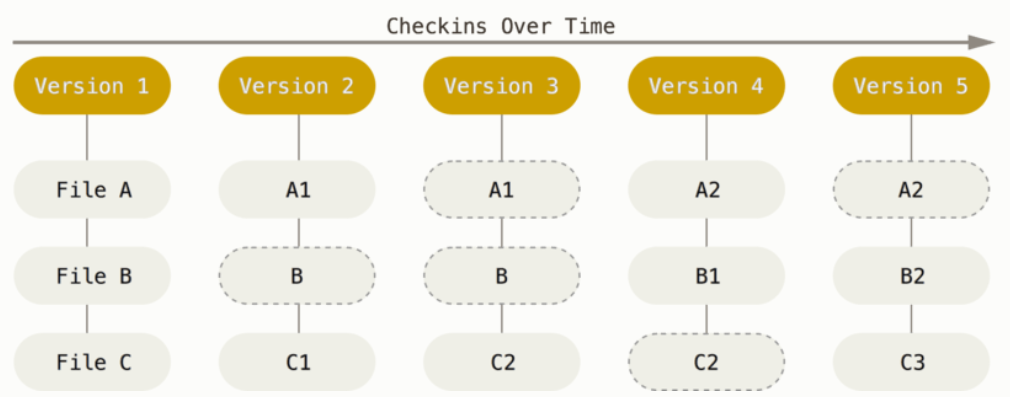 Checkins Over Time
Version 1 Version 2 Version 3 Version 4 Version 5
File A A1 A1 A2 A2
File B B B B1 B2
File C C1 C2 C2 C3